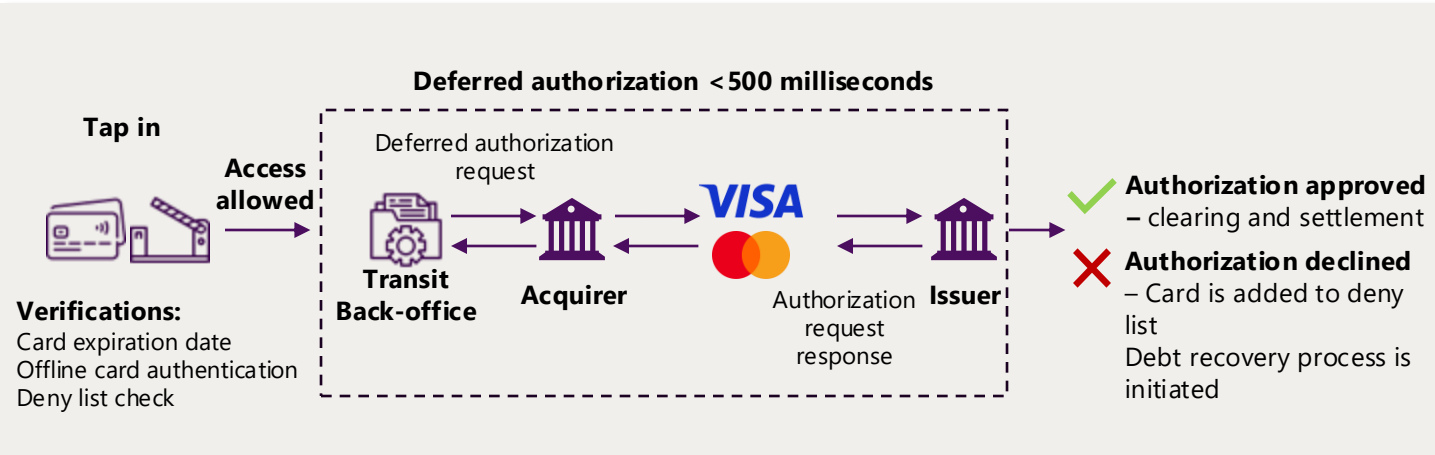 Deferred authorization <500 milliseconds
Tap in
Access
allowed
Verifications:
Card expiration date
Offline card authentication
Deny list check
Deferred authorization
request
Transit
Back-office
Acquirer
VISA
Authorization
request
response
Issuer
Authorization approved
– clearing and settlement
Authorization declined
– Card is added to deny
list
Debt recovery process is
initiated